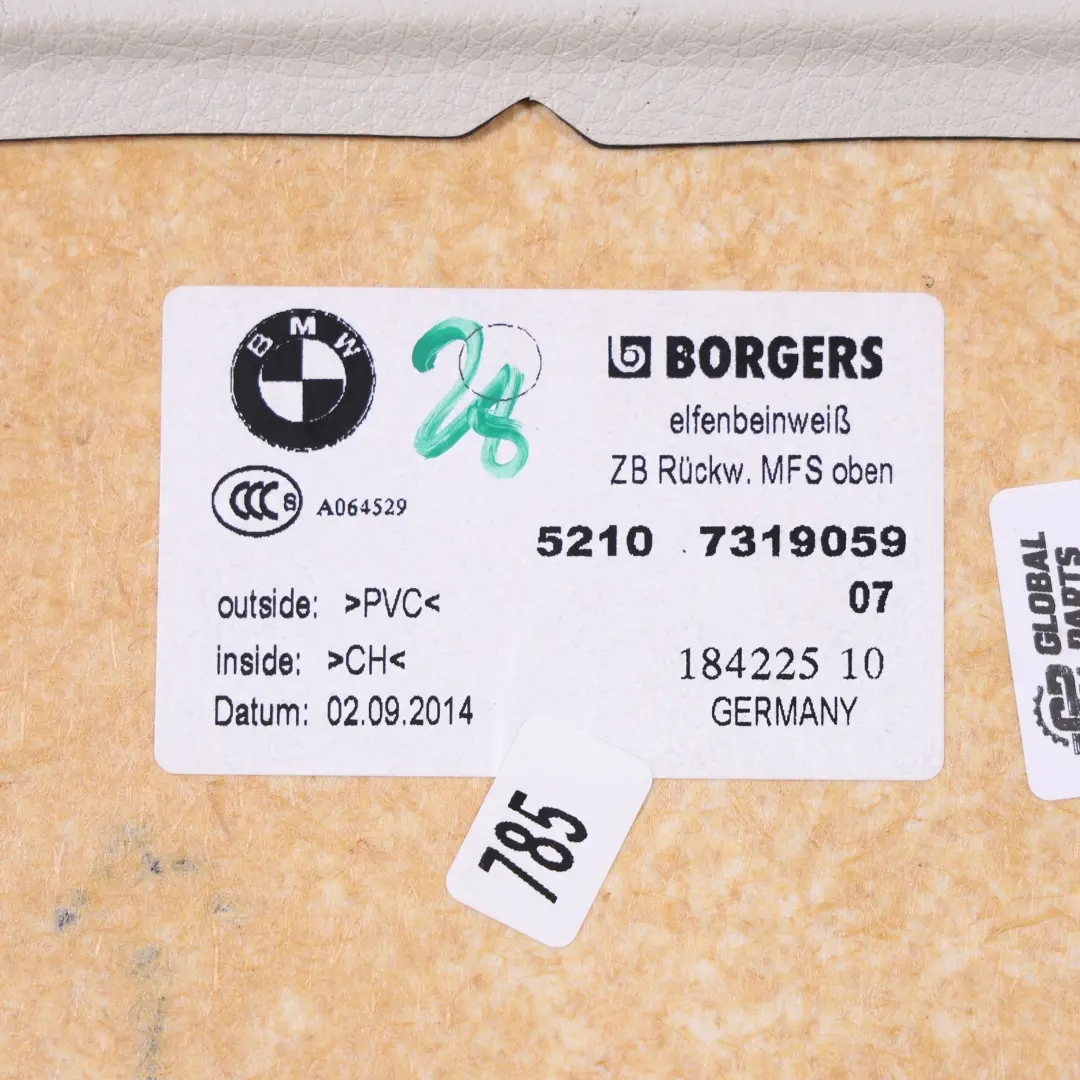 BMW
BORGERS
elfenbeinweiß
ZB Rückw. MFS oben
CCC S A064529
5210 7319059
07
outside: >PVC<
inside: >CH<
184225 10
Datum: 02.09.2014
GERMANY
785
GLOBAL
PARTS